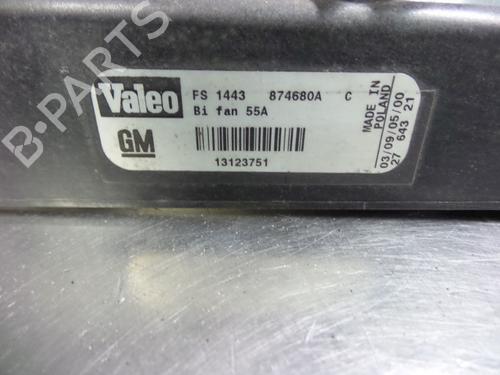 B-PARTS
Valeo
FS 1443 874680A C
Bi fan 55A
GM
13123751
MADE IN
POLAND
03/09/05/00
27 643 21